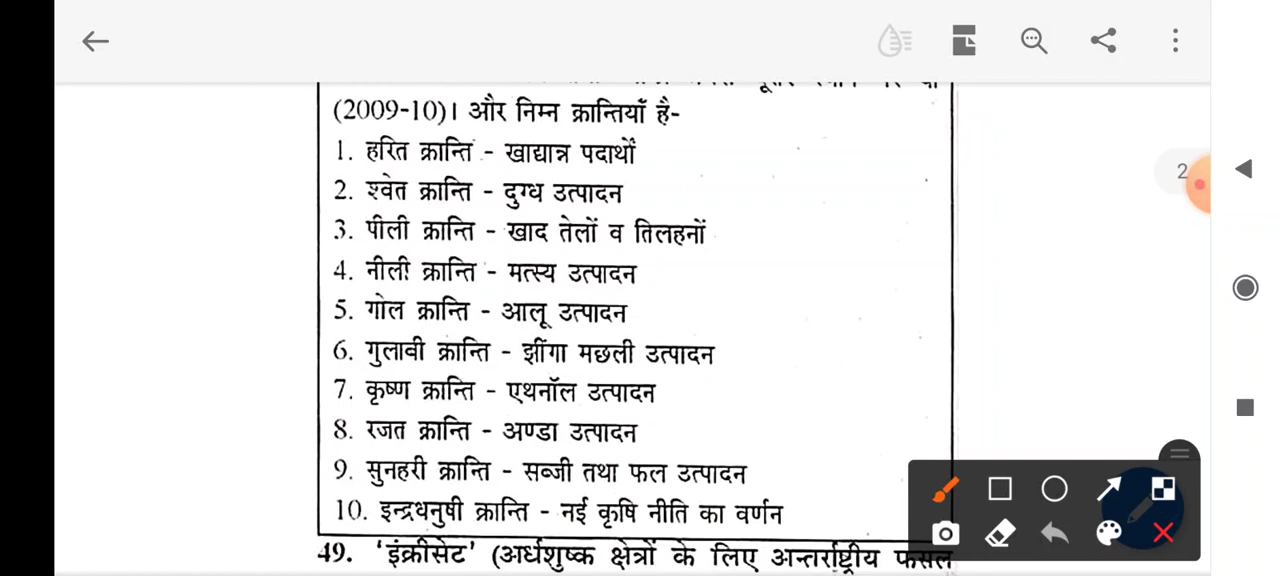 2
(2009-10)। और निम्न क्रान्तियाँ है-
1. हरित क्रान्ति - खाद्यान्न पदार्थों
2. श्वेत क्रान्ति - दुग्ध उत्पादन
3. पीली क्रान्ति - खाद तेलों व तिलहनों
4. नीली क्रान्ति - मत्स्य उत्पादन
5. गोल क्रान्ति - आलू उत्पादन
6. गुलावी क्रान्ति - झींगा मछली उत्पादन
7. कृष्ण क्रान्ति - एथनॉल उत्पादन
8. रजत क्रान्ति - अण्डा उत्पादन
9. सुनहरी क्रान्ति - सब्जी तथा फल उत्पादन
10. इन्द्रधनुषी क्रान्ति - नई कृषि नीति का वर्णन
49. 'इंक्रीसेट' (अर्धशुष्क क्षेत्रों के लिए अन्तर्राष्ट्रीय फसल